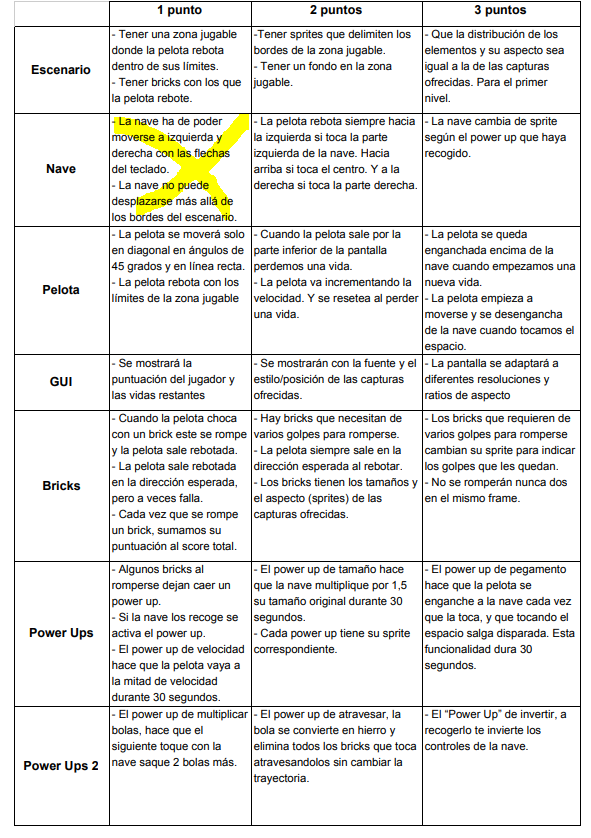 1 punto
2 puntos
3 puntos
Escenario
- Tener una zona jugable
donde la pelota rebota
dentro de sus límites.
- Tener bricks con los que
la pelota rebote.
-Tener sprites que delimiten los
bordes de la zona jugable.
- Tener un fondo en la zona
jugable.
- Que la distribución de los
elementos y su aspecto sea
igual a la de las capturas
ofrecidas. Para el primer
nivel.
Nave
- La nave ha de poder
moverse a izquierda y
derecha con las flechas
del teclado.
- La nave no puede
desplazarse más allá de
los bordes del escenario.
- La pelota rebota siempre hacia
la izquierda si toca la parte
izquierda de la nave. Hacia
arriba si toca el centro. Y a la
derecha si toca la parte derecha.
- La nave cambia de sprite
según el power up que haya
recogido.
Pelota
- La pelota se moverá solo
en diagonal en ángulos de
45 grados y en línea recta.
- La pelota rebota con los
límites de la zona jugable
- Cuando la pelota sale por la
parte inferior de la pantalla
perdemos una vida.
- La pelota va incrementando la
velocidad. Y se resetea al perder
una vida.
- La pelota se queda
enganchada encima de la
nave cuando empezamos una
nueva vida.
- La pelota empieza a
moverse y se desengancha
de la nave cuando tocamos el
espacio.
GUI
- Se mostrará la
puntuación del jugador y
las vidas restantes
- Se mostrarán con la fuente y el
estilo/posición de las capturas
ofrecidas.
- La pantalla se adaptará a
diferentes resoluciones y
ratios de aspecto
Bricks
- Cuando la pelota choca
con un brick este se rompe
y la pelota sale rebotada.
- La pelota sale rebotada
en la dirección esperada,
pero a veces falla.
- Cada vez que se rompe
un brick, sumamos su
puntuación al score total.
- Hay bricks que necesitan de
varios golpes para romperse.
- La pelota siempre sale en la
dirección esperada al rebotar.
- Los bricks tienen los tamaños y
el aspecto (sprites) de las
capturas ofrecidas.
- Los bricks que requieren de
varios golpes para romperse
cambian su sprite para indicar
los golpes que les quedan.
- No se romperán nunca dos
en el mismo frame.
Power Ups
- Algunos bricks al
romperse dejan caer un
power up.
- Si la nave los recoge se
activa el power up.
- El power up de velocidad
hace que la pelota vaya a
la mitad de velocidad
durante 30 segundos.
- El power up de tamaño hace
que la nave multiplique por 1,5
su tamaño original durante 30
segundos.
- Cada power up tiene su sprite
correspondiente.
- El power up de pegamento
hace que la pelota se
enganche a la nave cada vez
que la toca, y que tocando el
espacio salga disparada. Esta
funcionalidad dura 30
segundos.
Power Ups 2
- El power up de multiplicar
bolas, hace que el
siguiente toque con la
nave saque 2 bolas más.
- El power up de atravesar, la
bola se convierte en hierro y
elimina todos los bricks que toca
atravesandolos sin cambiar la
trayectoria.
- El “Power Up” de invertir, a
recogerlo te invierte los
controles de la nave.